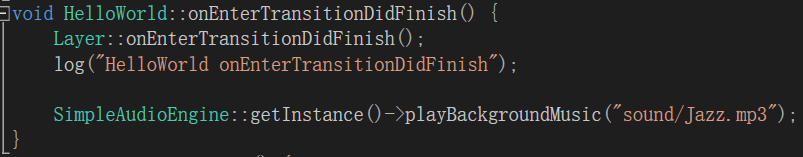 void HelloWorld::onEnterTransitionDidFinish() {
Layer::onEnterTransitionDidFinish();
log("HelloWorld onEnterTransitionDidFinish");
SimpleAudioEngine::getInstance()->playBackgroundMusic("sound/Jazz.mp3");
}